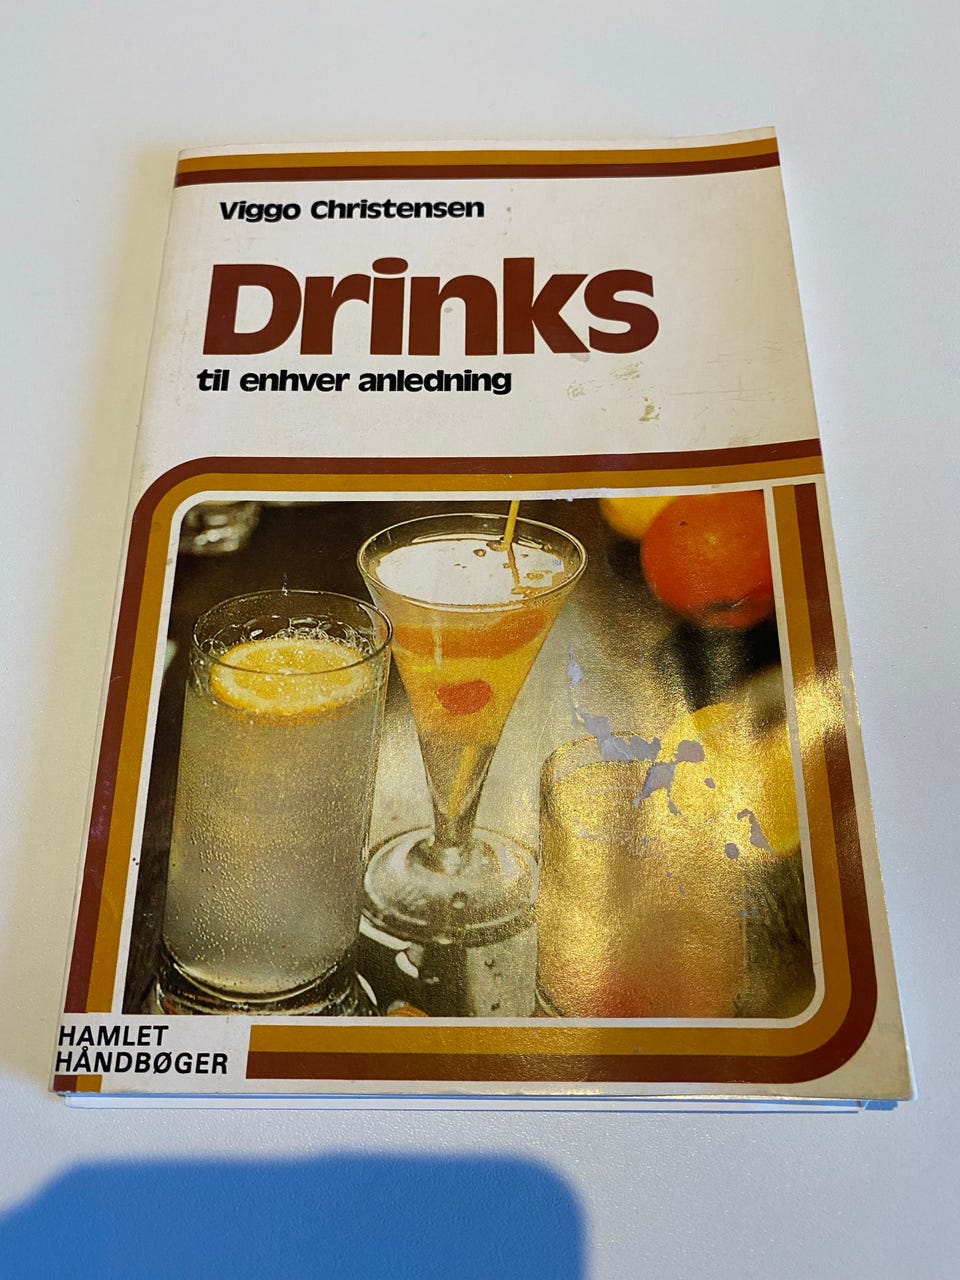 Viggo Christensen
Drinks
til enhver anledning
HAMLET
HÅNDBØGER